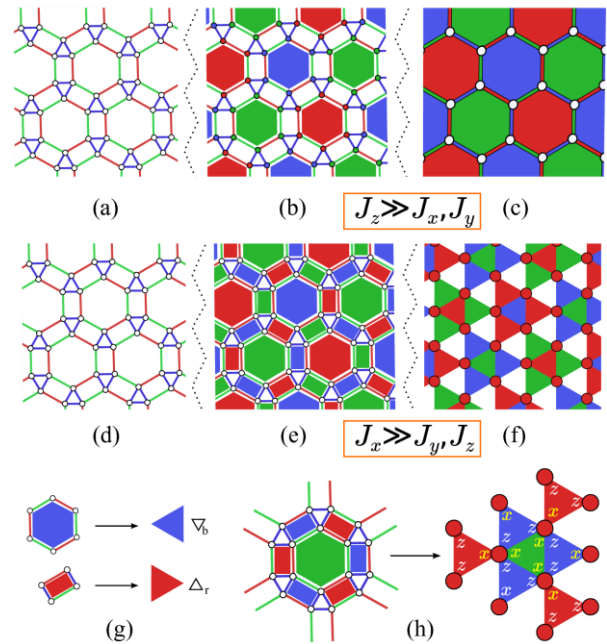 (a) (b) (c)
J_z≫J_x,J_y
(d) (e) (f)
J_x≫J_y,J_z
▽_b
△_r
(g) (h)
z
z x z
x z z x
z x x z x
z z
x x z
x z z
x z
z